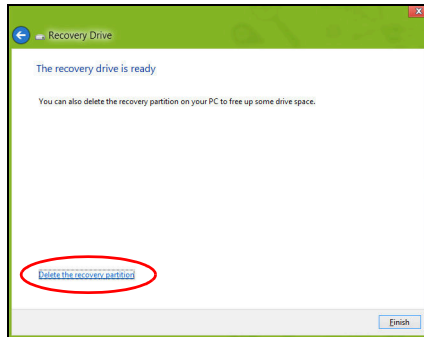 Recovery Drive
The recovery drive is ready
You can also delete the recovery partition on your PC to free up some drive space.
Delete the recovery partition
Finish